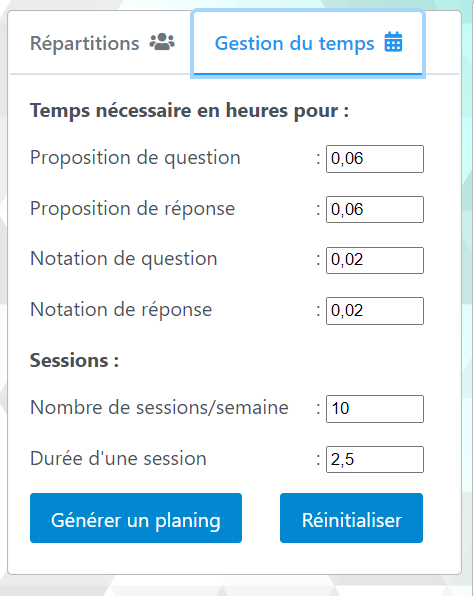 Répartitions Gestion du temps
Temps nécessaire en heures pour :
Proposition de question : 0,06
Proposition de réponse : 0,06
Notation de question : 0,02
Notation de réponse : 0,02
Sessions :
Nombre de sessions/semaine : 10
Durée d'une session : 2,5
Générer un planing Réinitialiser